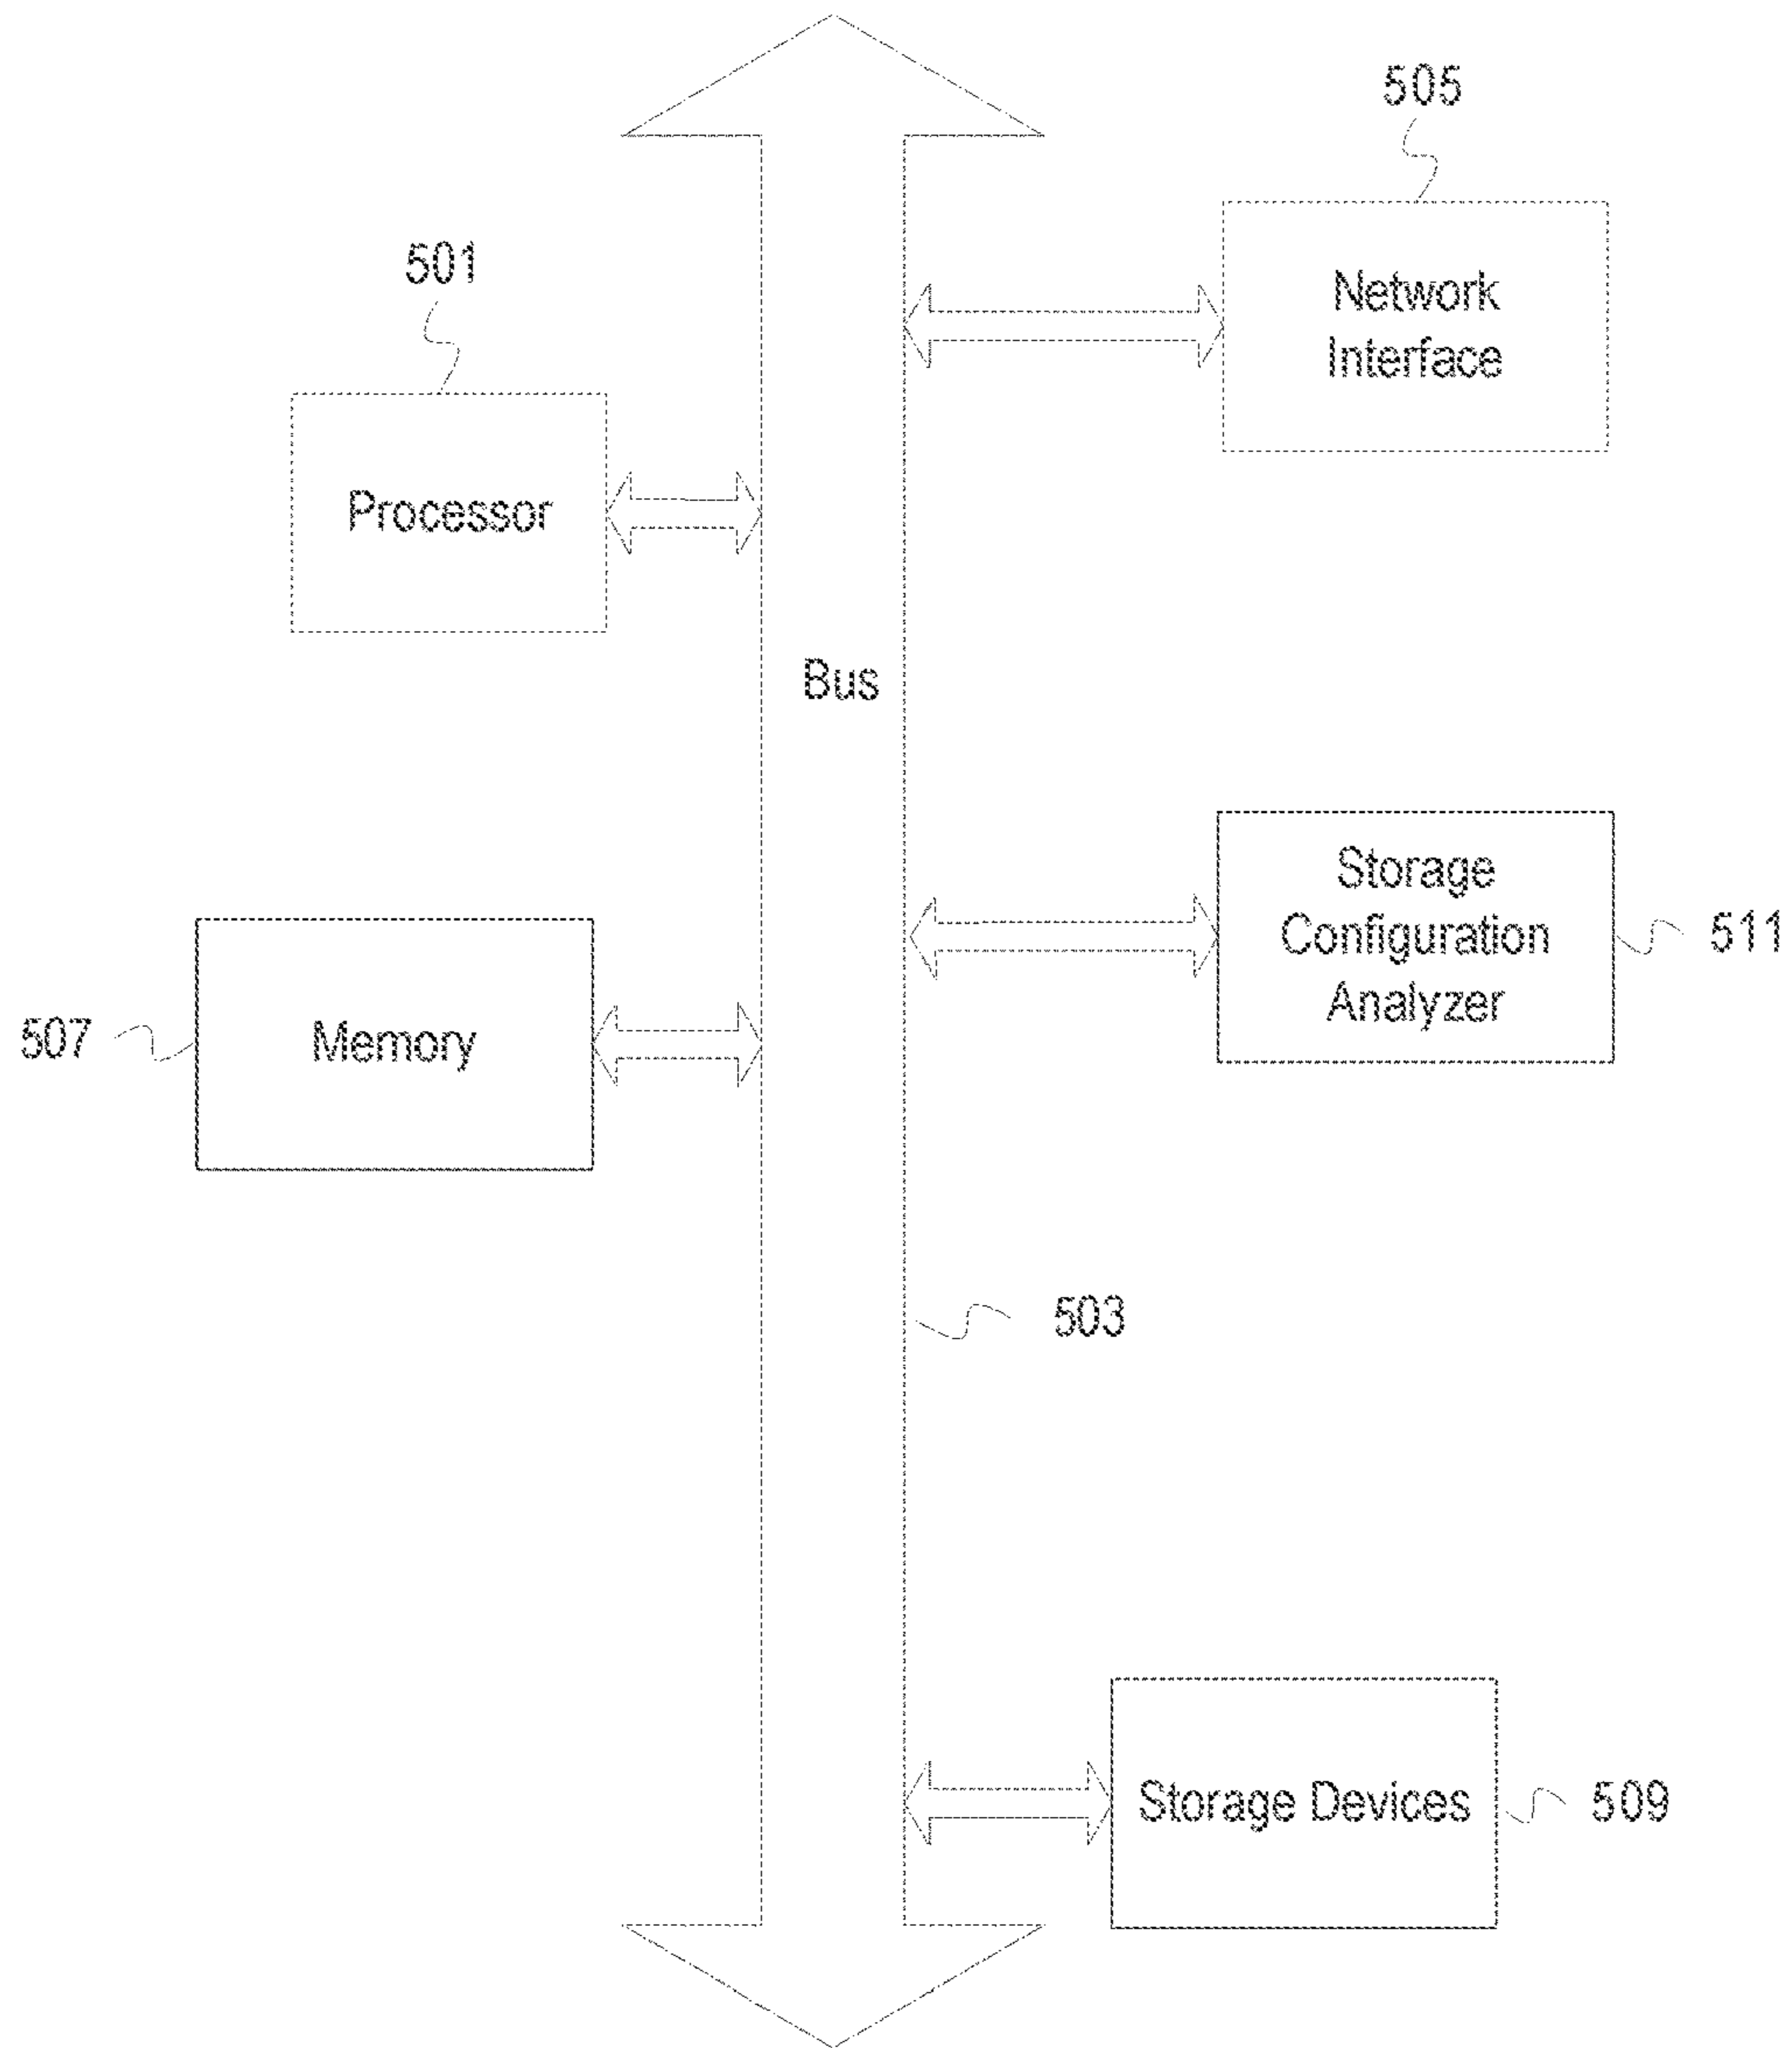 505
Network
Interface
501
Processor
Bus
Storage
Configuration
Analyzer
511
507
Memory
503
Storage Devices
509